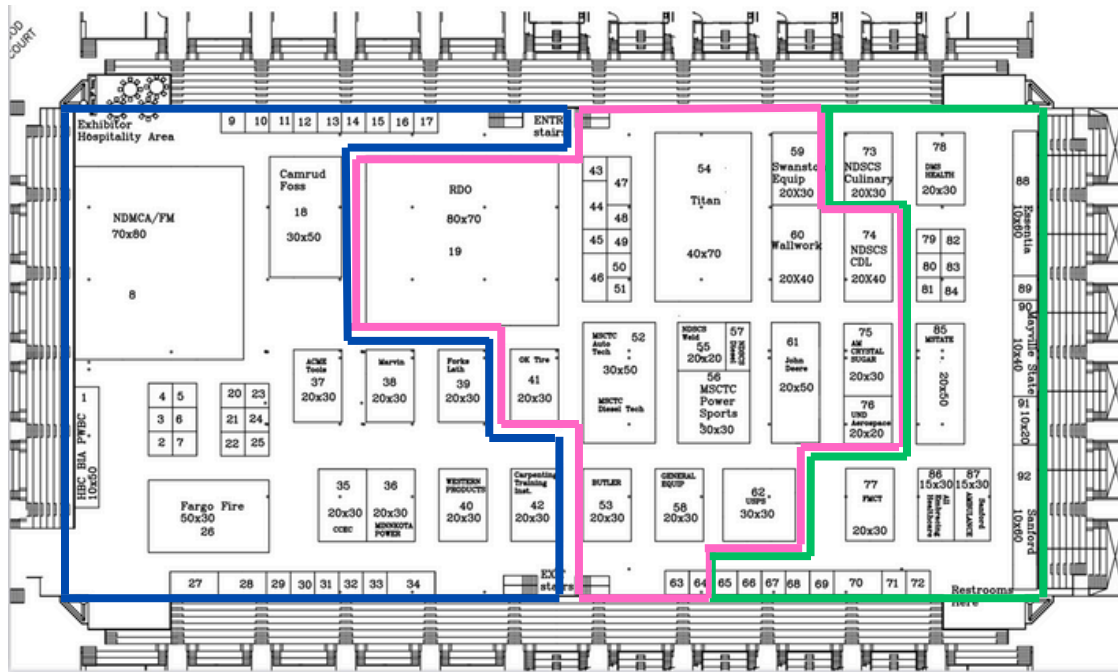 OOD
COURT
Exhibitor
Hospitality Area
9 10 11 12 13 14 15 16 17
ENTR
stairs
NDMCA/FM
70x80
8
Camrud
Foss
18
30x50
RDO
80x70
19
43
47
44
48
45 49
50
46
51
54
Titan
40x70
59
Swansto
Equip
20X30
60
Wallwork
20X40
73
NDSCS
Culinary
20X30
74
NDSCS
CDL
20X40
78
DMS
HEALTH
20x30
79 82
80 83
81 84
88
Essentia
10x60
89
90
Mayville State
10x40
91
10x20
92
Sanford
10x60
1
HBC BIA PWBC
10x50
4 5
3 6
2 7
20 23
21 24
22 25
ACME
Tools
37
20x30
Marvin
38
20x30
Forks
Lath
39
20x30
OK Tire
41
20x30
MSCTC
Auto
Tech
52
30x50
MSCTC
Diesel Tech
NDSCS
Weld
55
20x20
57
NDSCS
Diesel
56
MSCTC
Power
Sports
30x30
61
John
Deere
20x50
75
AM
CRYSTAL
SUGAR
20x30
76
UND
Aerospace
20x20
85
MSTATE
20x50
Fargo Fire
50x30
26
35
20x30
CCEC
36
20x30
MINNKOTA
POWER
WESTERN
PRODUCTS
40
20x30
Carpenting
Training
Inst.
42
20x30
BUTLER
53
20x30
GENERAL
EQUIP
58
20x30
62
USPS
30x30
77
FMCT
20x30
86
15x30
All
Embracing
Healthcare
87
15x30
Sanford
AMBULANCE
27 28 29 30 31 32 33 34
EXI
stairs
63 64 65 66 67 68 69 70 71 72
Restrooms
Here